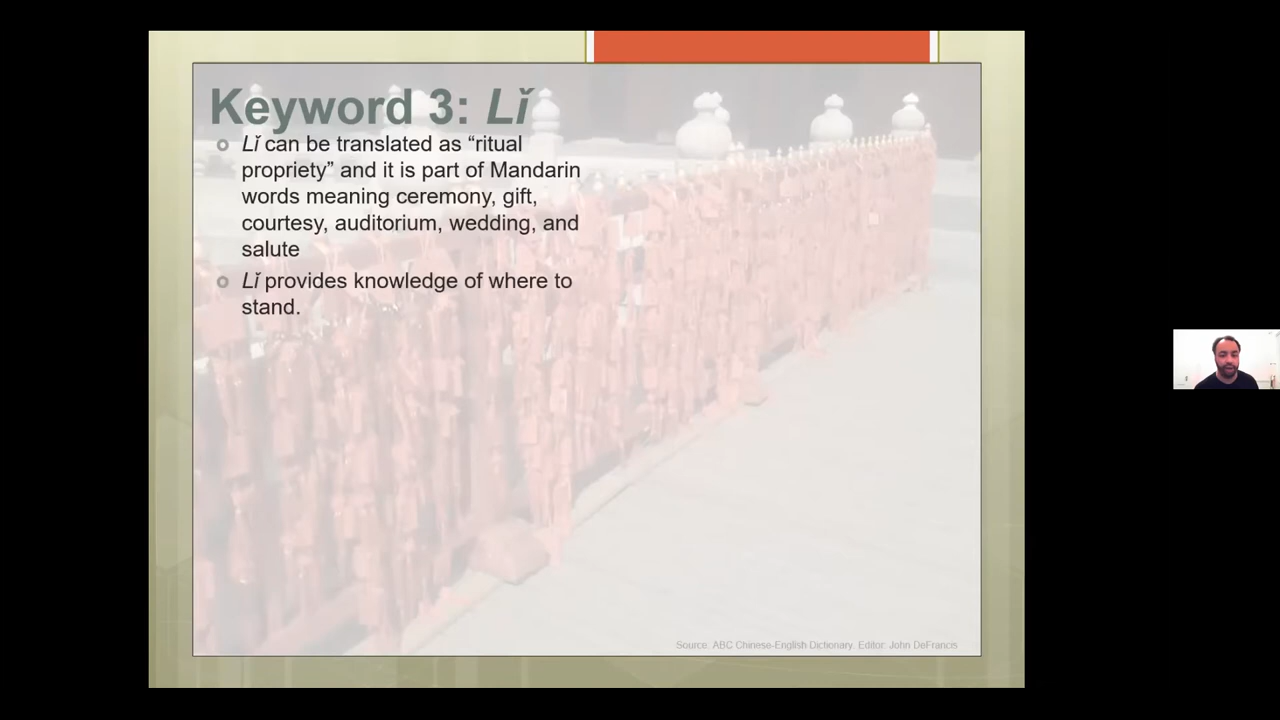 Keyword 3: Lǐ
Lǐ can be translated as “ritual
propriety” and it is part of Mandarin
words meaning ceremony, gift,
courtesy, auditorium, wedding, and
salute
Lǐ provides knowledge of where to
stand.
Source: ABC Chinese-English Dictionary. Editor: John DeFrancis